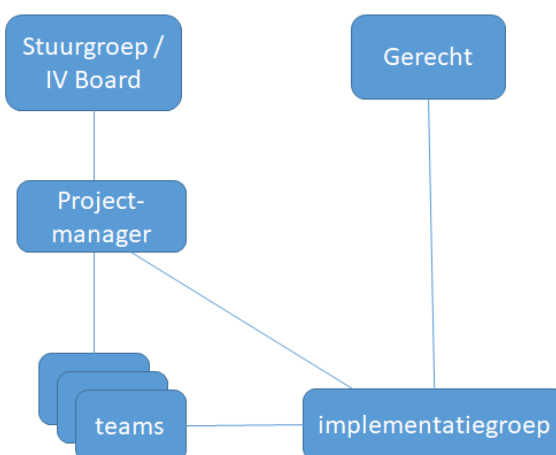 Stuurgroep /
IV Board
Gerecht
Project-
manager
teams
implementatiegroep